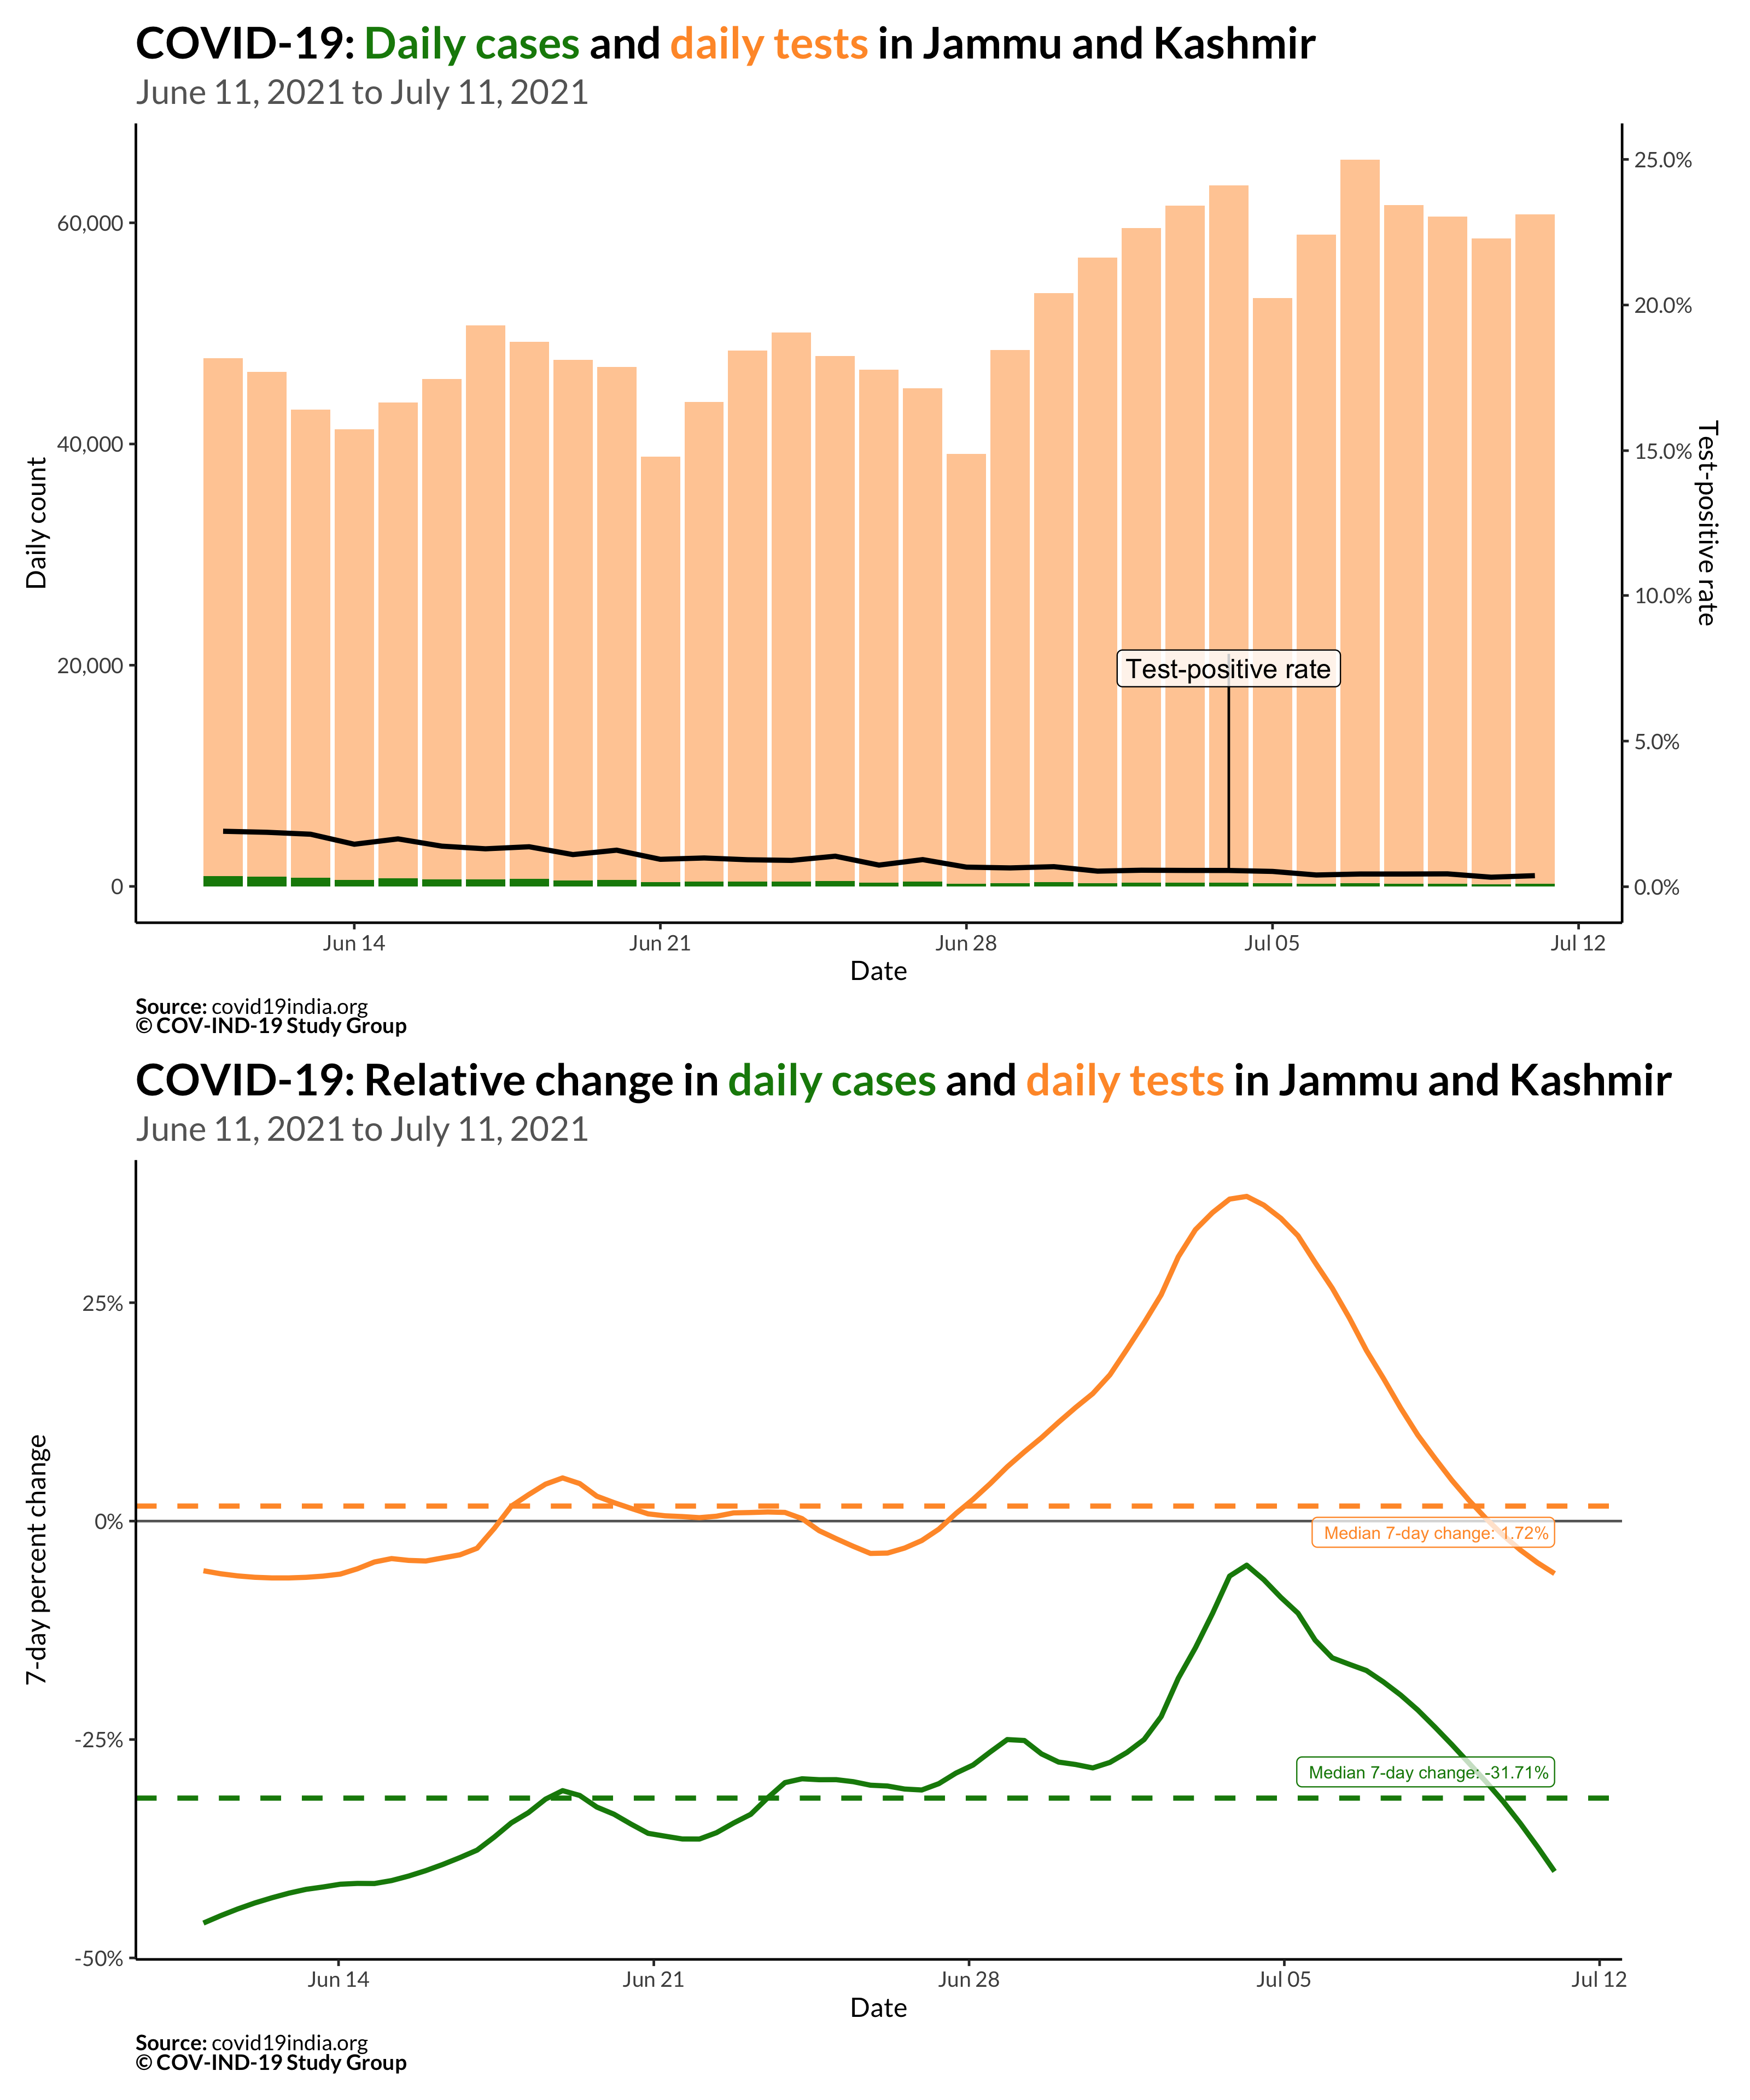 COVID-19: Daily cases and daily tests in Jammu and Kashmir
June 11, 2021 to July 11, 2021
Daily count
60,000
40,000
20,000
0
25.0%
20.0%
15.0%
10.0%
5.0%
0.0%
Test-positive rate
Test-positive rate
Jun 14
Jun 21
Jun 28
Jul 05
Jul 12
Date
Source: covid19india.org
© COV-IND-19 Study Group
COVID-19: Relative change in daily cases and daily tests in Jammu and Kashmir
June 11, 2021 to July 11, 2021
7-day percent change
25%
0%
-25%
-50%
Median 7-day change: 1.72%
Median 7-day change: -31.71%
Jun 14
Jun 21
Jun 28
Jul 05
Jul 12
Date
Source: covid19india.org
© COV-IND-19 Study Group